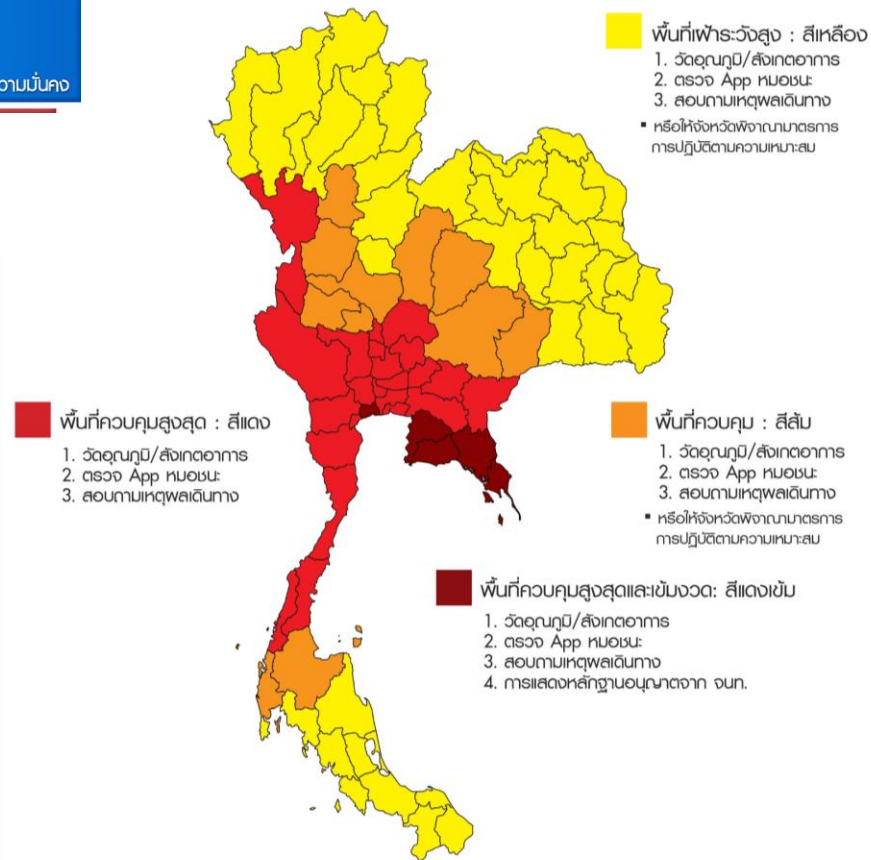 วามมั่นคง
พื้นที่เฝ้าระวังสูง : สีเหลือง
1. วัดอุณภูมิ/สังเกตอาการ
2. ตรวจ App หมอชนะ
3. สอบถามเหตุผลเดินทาง
▪ หรือให้จังหวัดพิจาณามาตรการ
การปฏิบัติตามความเหมาะสม
พื้นที่ควบคุมสูงสุด : สีแดง
1. วัดอุณภูมิ/สังเกตอาการ
2. ตรวจ App หมอชนะ
3. สอบถามเหตุผลเดินทาง
พื้นที่ควบคุม : สีส้ม
1. วัดอุณภูมิ/สังเกตอาการ
2. ตรวจ App หมอชนะ
3. สอบถามเหตุผลเดินทาง
▪ หรือให้จังหวัดพิจาณามาตรการ
การปฏิบัติตามความเหมาะสม
พื้นที่ควบคุมสูงสุดและเข้มงวด: สีแดงเข้ม
1. วัดอุณภูมิ/สังเกตอาการ
2. ตรวจ App หมอชนะ
3. สอบถามเหตุผลเดินทาง
4. การแสดงหลักฐานอนุญาตจาก จนท.